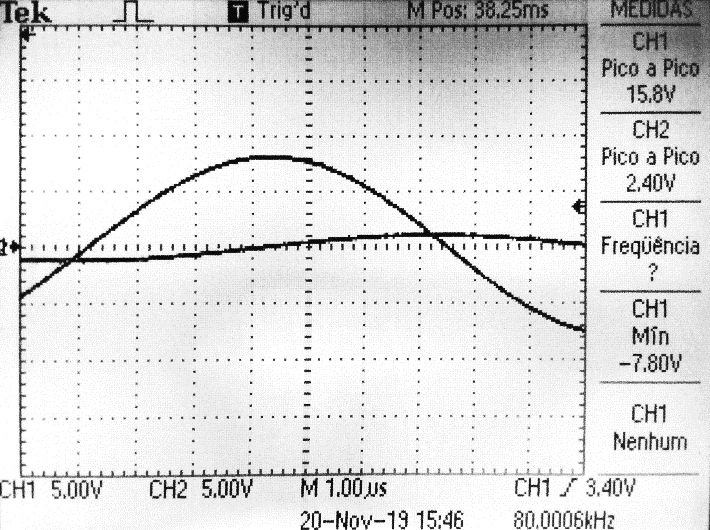 Tek
T Trig'd
M Pos: 38.25ms
MEDIDAS
CH1
Pico a Pico
15.8V
CH2
Pico a Pico
2.40V
CH1
Freqüência
?
CH1
Mín
-7.80V
CH1
Nenhum
CH1 5.00V
CH2 5.00V
M 1.00µs
CH1 / 3.40V
20-Nov-19 15:46
80.0006kHz